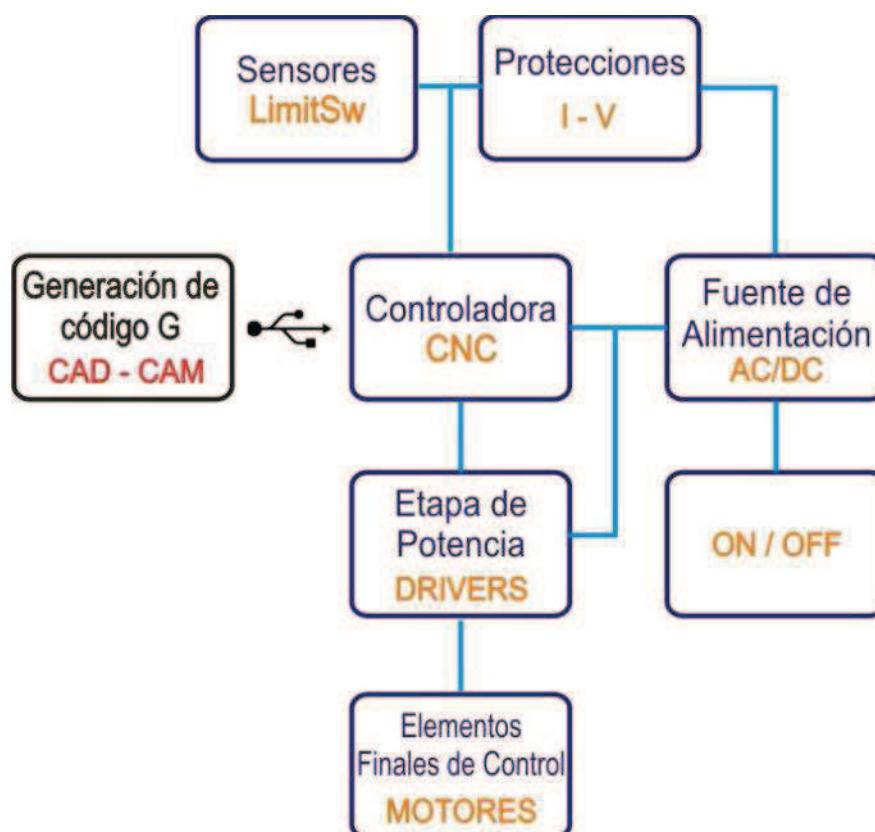 Sensores
LimitSw
Protecciones
I - V
Generación de
código G
CAD - CAM
Controladora
CNC
Fuente de
Alimentación
AC/DC
Etapa de
Potencia
DRIVERS
ON / OFF
Elementos
Finales de Control
MOTORES